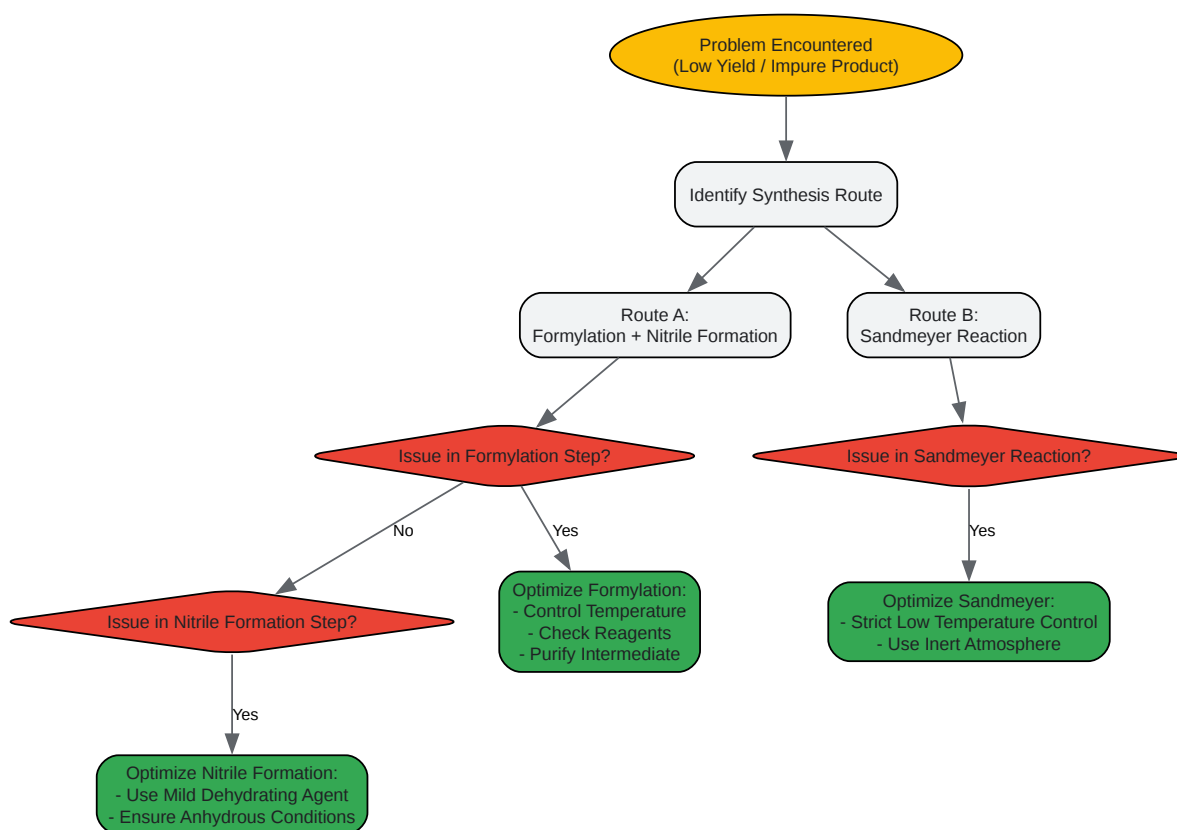 Problem Encountered
(Low Yield / Impure Product)
Identify Synthesis Route
Route A:
Formylation + Nitrile Formation
Route B:
Sandmeyer Reaction
Issue in Formylation Step?
Issue in Sandmeyer Reaction?
No
Yes
Yes
Issue in Nitrile Formation Step?
Optimize Formylation:
- Control Temperature
- Check Reagents
- Purify Intermediate
Optimize Sandmeyer:
- Strict Low Temperature Control
- Use Inert Atmosphere
Yes
Optimize Nitrile Formation:
- Use Mild Dehydrating Agent
- Ensure Anhydrous Conditions